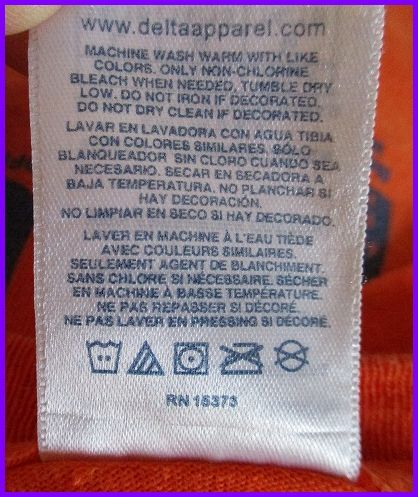 www.deltaapparel.com
MACHINE WASH WARM WITH LIKE
COLORS. ONLY NON-CHLORINE
BLEACH WHEN NEEDED, TUMBLE DRY
LOW. DO NOT IRON IF DECORATED.
DO NOT DRY CLEAN IF DECORATED.
LAVAR EN LAVADORA CON AGUA TIBIA
CON COLORES SIMILARES. SÓLO
BLANQUEADOR SIN CLORO CUANDO SEA
NECESARIO. SECAR EN SECADORA A
BAJA TEMPERATURA. NO PLANCHAR SI
HAY DECORACIÓN.
NO LIMPIAR EN SECO SI HAY DECORADO.
LAVER EN MACHINE À L'EAU TIÈDE
AVEC COULEURS SIMILAIRES.
SEULEMENT AGENT DE BLANCHIMENT
SANS CHLORE SI NÉCESSAIRE. SÉCHER
EN MACHINE À BASSE TEMPÉRATURE.
NE PAS REPASSER SI DÉCORÉ.
NE PAS LAVER EN PRESSING SI DÉCORÉ.
RN 15373